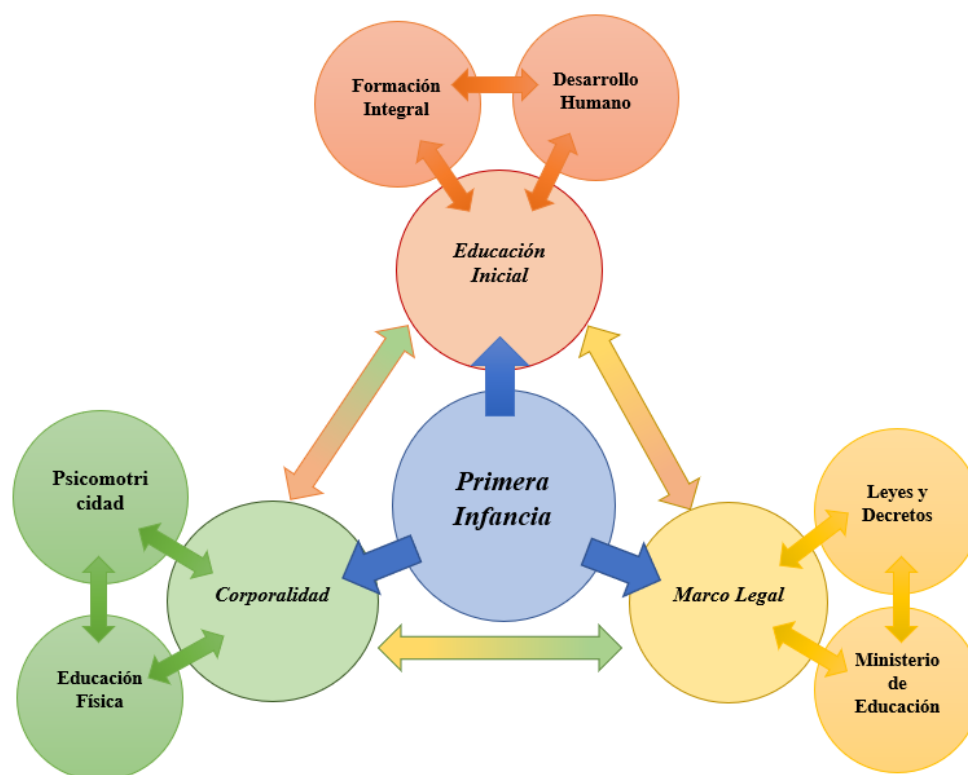 Formación
Integral
Desarrollo
Humano
Educación
Inicial
Primera
Infancia
Psicomotri
cidad
Corporalidad
Educación
Física
Leyes y
Decretos
Marco Legal
Ministerio
de
Educación